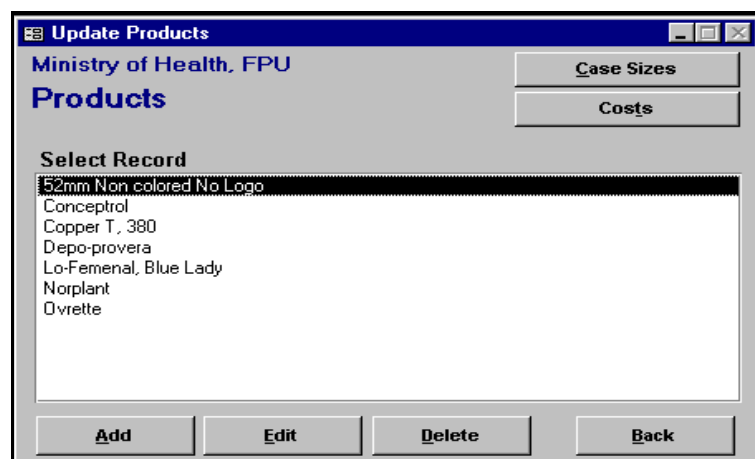 Update Products
Ministry of Health, FPU
Case Sizes
Products
Costs
Select Record
52mm Non colored No Logo
Conceptrol
Copper T, 380
Depo-provera
Lo-Femenal, Blue Lady
Norplant
Ovrette
Add Edit Delete Back